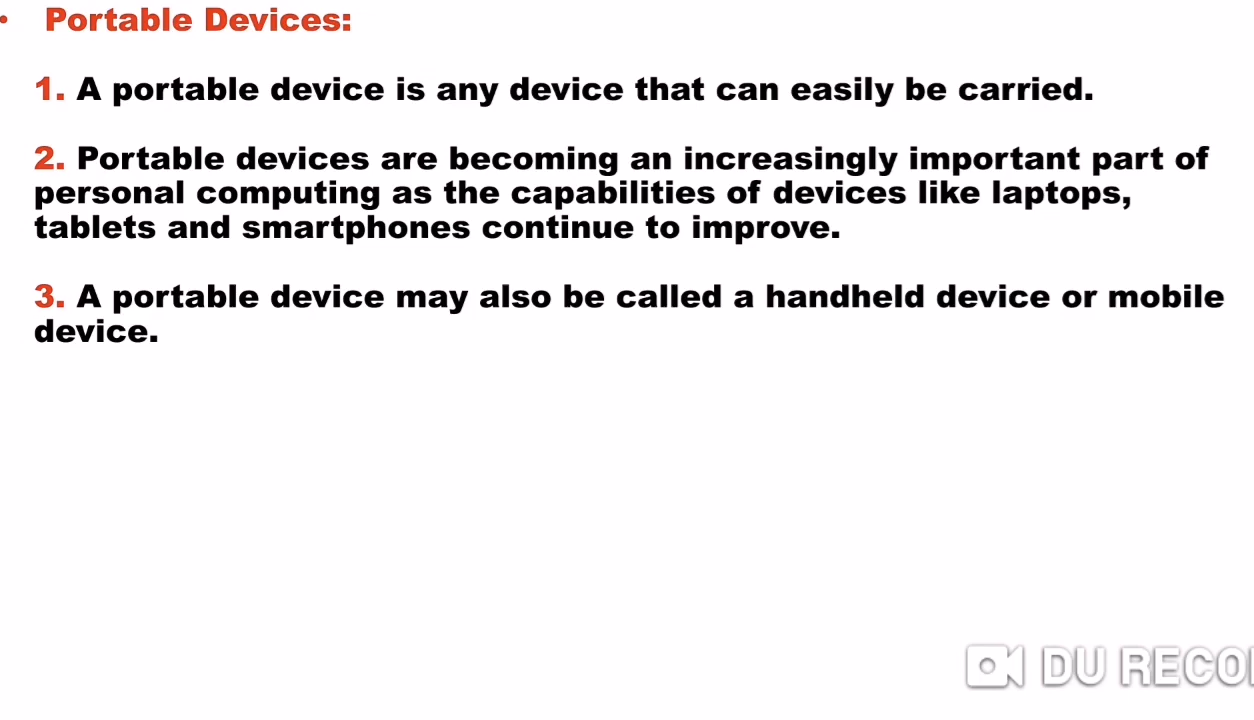 • Portable Devices:
1. A portable device is any device that can easily be carried.
2. Portable devices are becoming an increasingly important part of
personal computing as the capabilities of devices like laptops,
tablets and smartphones continue to improve.
3. A portable device may also be called a handheld device or mobile
device.
DU RECO